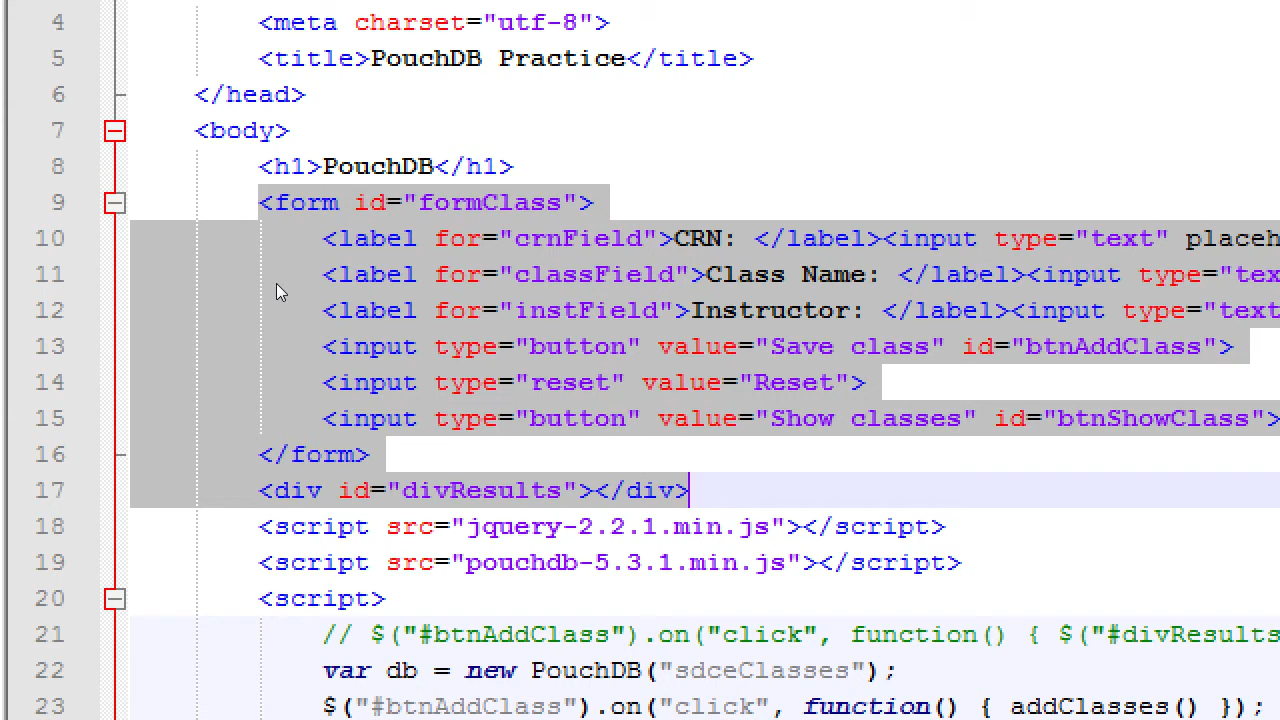 4 <meta charset="utf-8">
5 <title>PouchDB Practice</title>
6 </head>
7 <body>
8 <h1>PouchDB</h1>
9 <form id="formClass">
10 <label for="crnField">CRN: </label><input type="text" placeh
11 <label for="classField">Class Name: </label><input type="tex
12 <label for="instField">Instructor: </label><input type="text
13 <input type="button" value="Save class" id="btnAddClass">
14 <input type="reset" value="Reset">
15 <input type="button" value="Show classes" id="btnShowClass">
16 </form>
17 <div id="divResults"></div>
18 <script src="jquery-2.2.1.min.js"></script>
19 <script src="pouchdb-5.3.1.min.js"></script>
20 <script>
21 // $("#btnAddClass").on("click", function() { $("#divResults
22 var db = new PouchDB("sdceClasses");
23 $("#btnAddClass").on("click", function() { addClasses() });